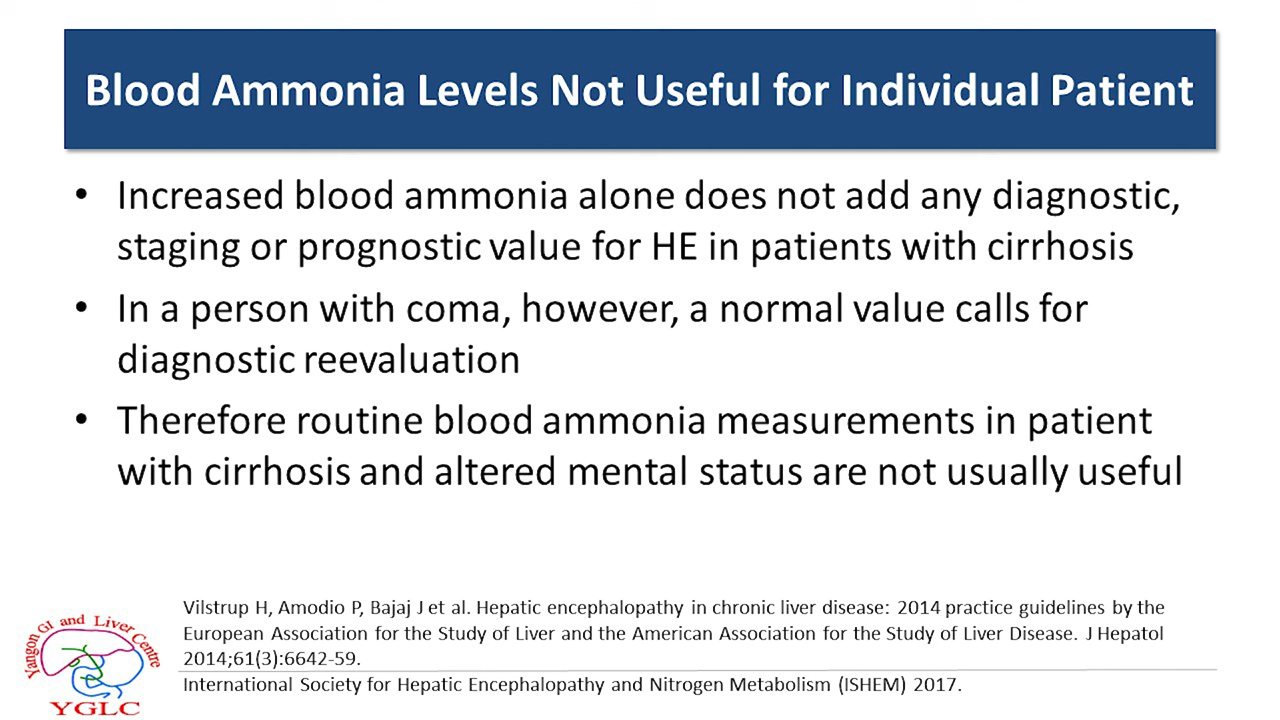 Blood Ammonia Levels Not Useful for Individual Patient
• Increased blood ammonia alone does not add any diagnostic,
staging or prognostic value for HE in patients with cirrhosis
• In a person with coma, however, a normal value calls for
diagnostic reevaluation
• Therefore routine blood ammonia measurements in patient
with cirrhosis and altered mental status are not usually useful
Vilstrup H, Amodio P, Bajaj J et al. Hepatic encephalopathy in chronic liver disease: 2014 practice guidelines by the
European Association for the Study of Liver and the American Association for the Study of Liver Disease. J Hepatol
2014;61(3):6642-59.
International Society for Hepatic Encephalopathy and Nitrogen Metabolism (ISHEM) 2017.
Yangon GI and Liver Centre
YGLC